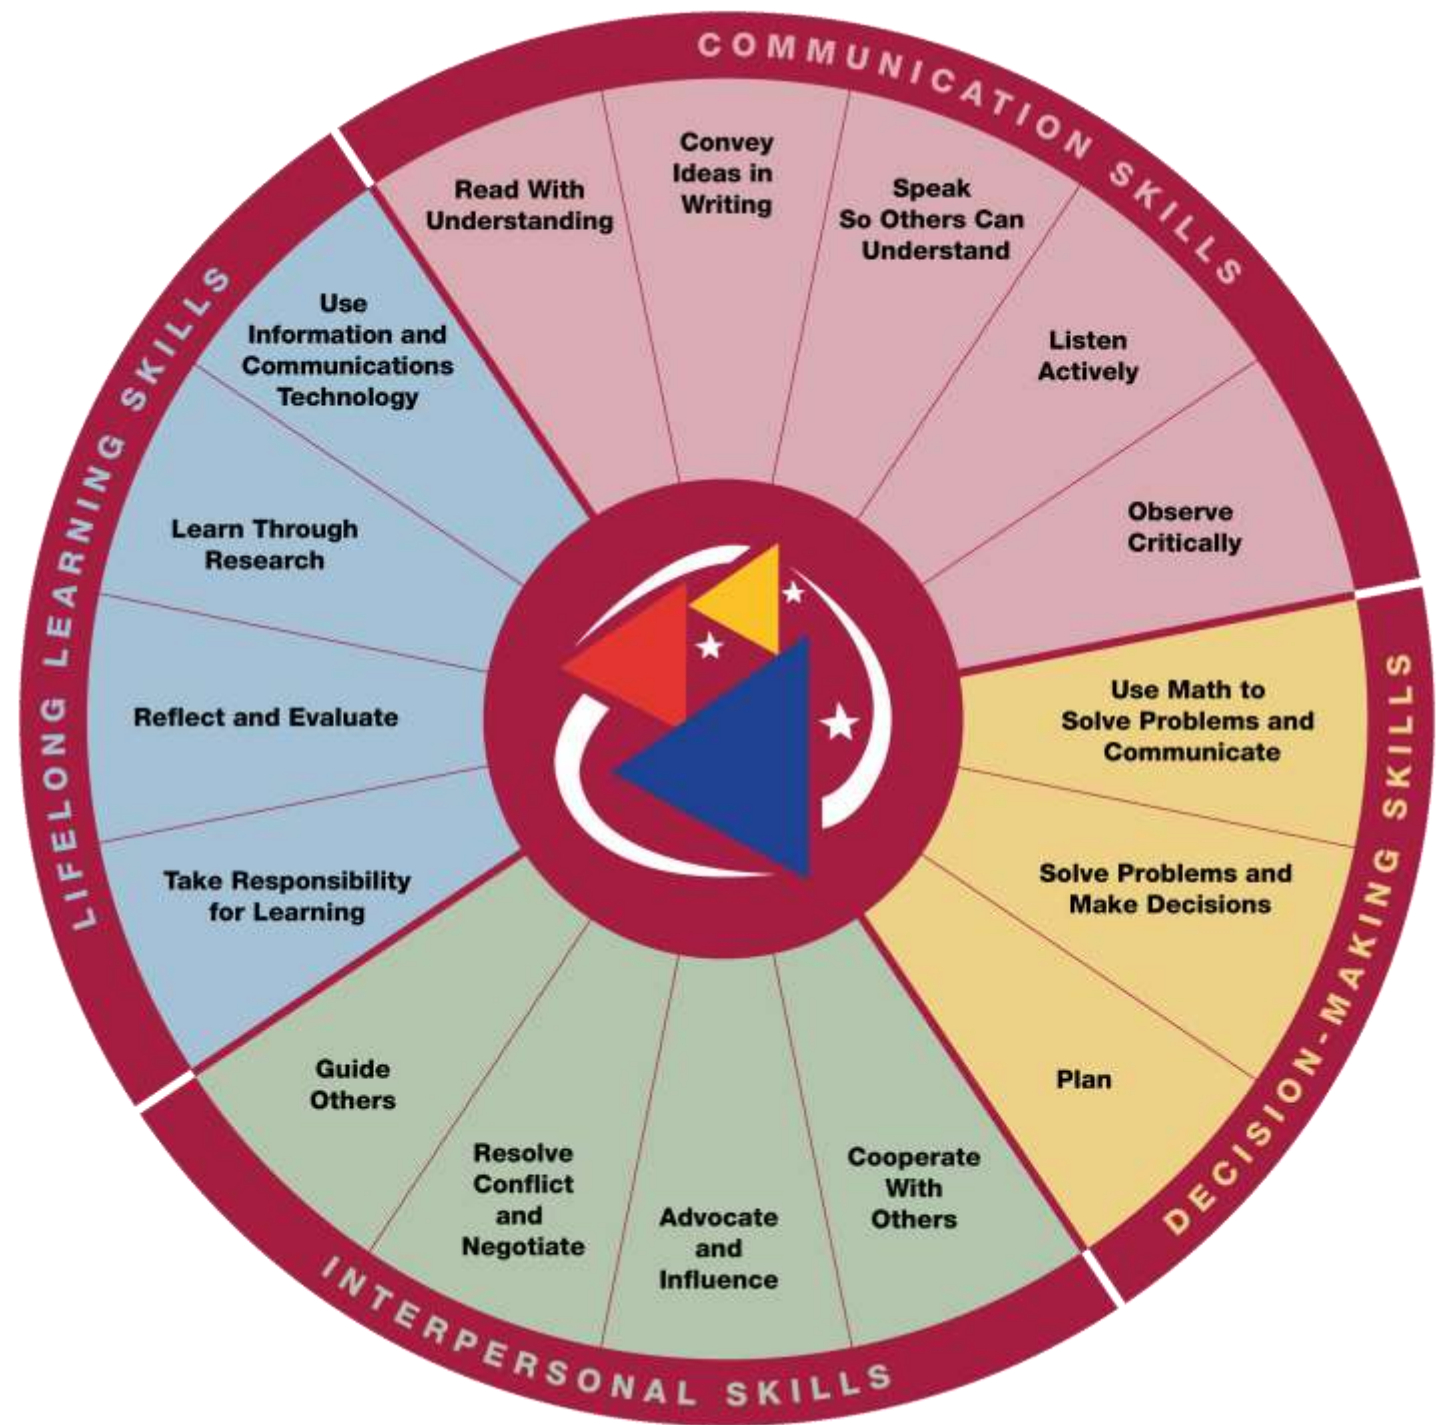 COMMUNICATION SKILLS
Read With
Understanding
Convey
Ideas in
Writing
Speak
So Others Can
Understand
Listen
Actively
Observe
Critically
DECISION-MAKING SKILLS
Use Math to
Solve Problems and
Communicate
Solve Problems and
Make Decisions
Plan
INTERPERSONAL SKILLS
Cooperate
With
Others
Advocate
and
Influence
Resolve
Conflict
and
Negotiate
Guide
Others
LIFELONG LEARNING SKILLS
Take Responsibility
for Learning
Reflect and Evaluate
Learn Through
Research
Use
Information and
Communications
Technology